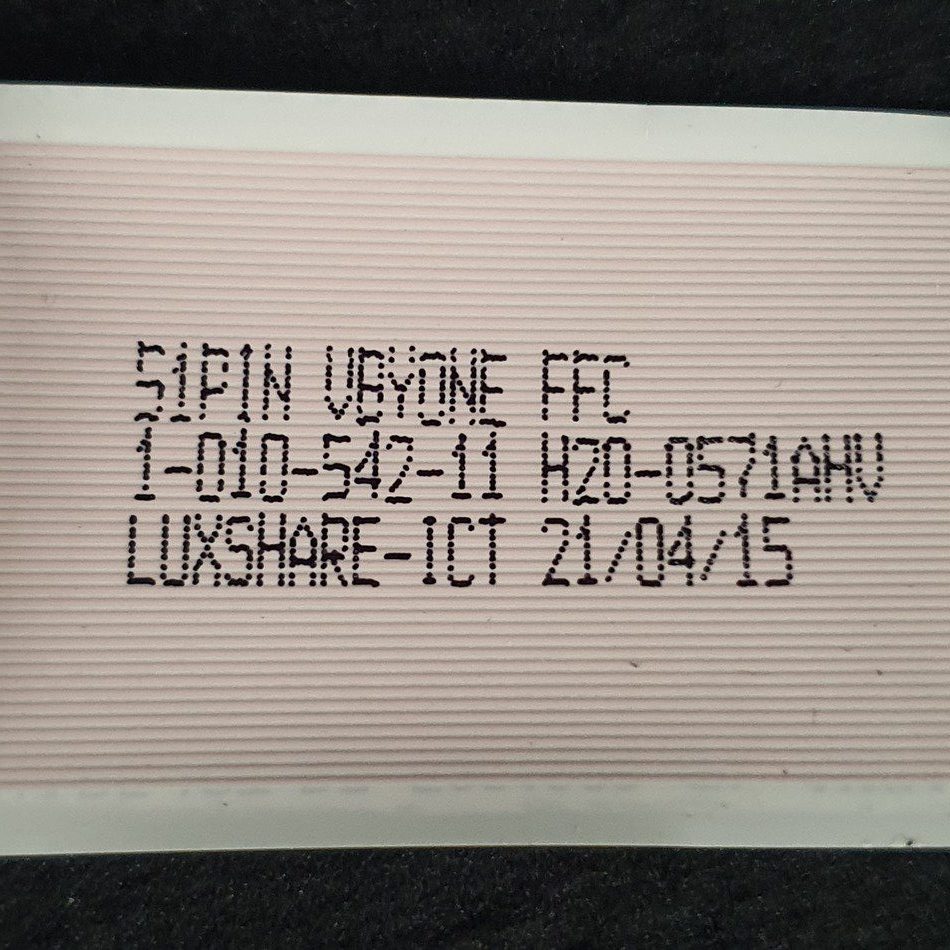 51PIN VBYONE FFC
1-010-542-11 H20-0571AHV
LUXSHARE-ICT 21/04/15